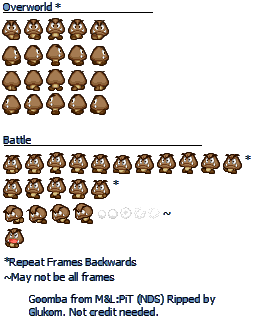 Overworld *
Battle
*
*
~
*Repeat Frames Backwards
~May not be all frames
Goomba from M&L:PiT (NDS) Ripped by
Glukom. Not credit needed.